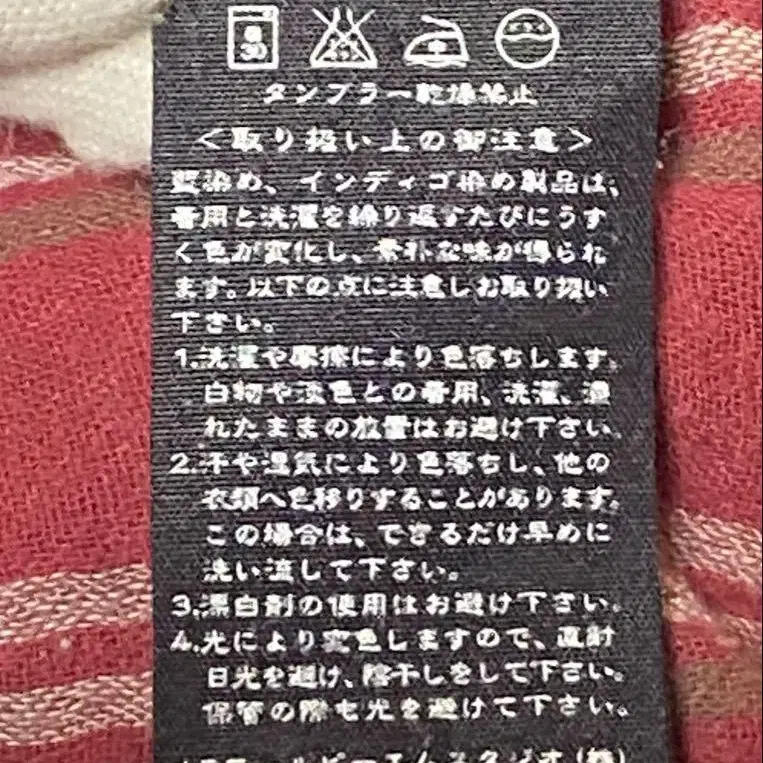 30
エンソ
ドライ
タンブラー乾燥禁止
<取り扱い上の御注意>
藍染め、インディゴ染め製品は、
着用と洗濯を繰り返すたびにうす
く色が変化し、素朴な味が得られ
ます。以下の点に注意しお取り扱い
下さい。
1.洗濯や摩擦により色落ちします。
白物や淡色との着用、洗濯、濡
れたままの放置はお避け下さい。
2.汗や湿気により色落ちし、他の
衣類へ色移りすることがあります。
この場合は、できるだけ早めに
洗い流して下さい。
3.漂白剤の使用はお避け下さい。
4.光により変色しますので、直射
日光を避け、陰干しをして下さい。
保管の際も光を避けて下さい。